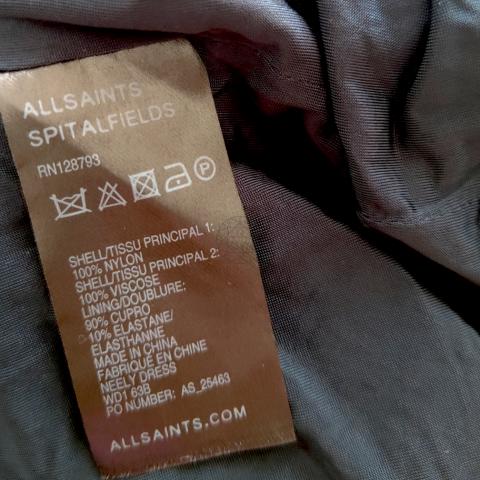 ALLSAINTS
SPITALFIELDS
RN128793
P
SHELL/TISSU PRINCIPAL 1:
100% NYLON
SHELL/TISSU PRINCIPAL 2:
100% VISCOSE
LINING/DOUBLURE:
90% CUPRO
10% ELASTANE/
ELASTHANNE
MADE IN CHINA
FABRIQUÉ EN CHINE
NEELY DRESS
WD1 63B
PO NUMBER: AS_25463
ALLSAINTS.COM